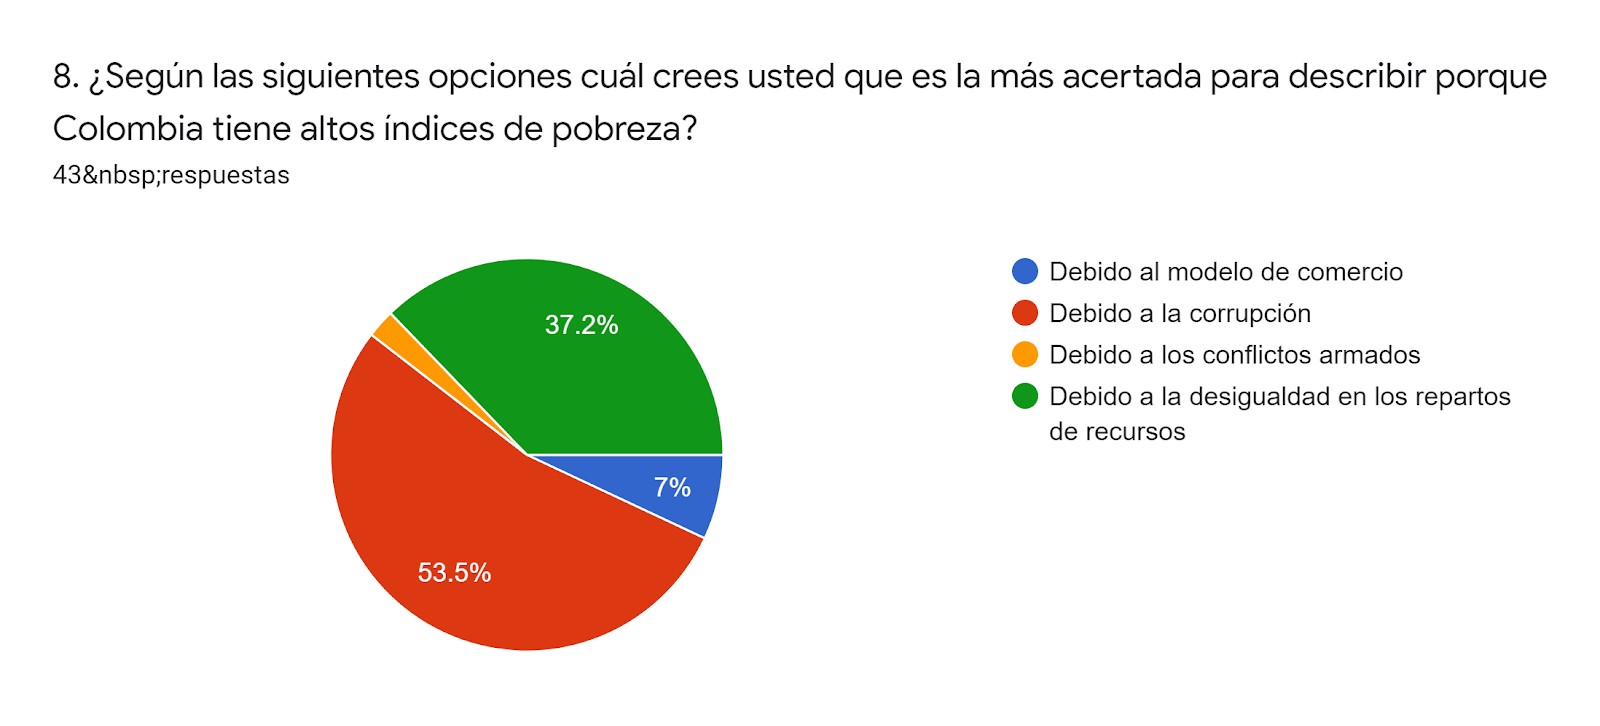 8. ¿Según las siguientes opciones cuál crees usted que es la más acertada para describir porque
Colombia tiene altos índices de pobreza?
43&nbsp;respuestas
37.2%
7%
53.5%
Debido al modelo de comercio
Debido a la corrupción
Debido a los conflictos armados
Debido a la desigualdad en los repartos
de recursos